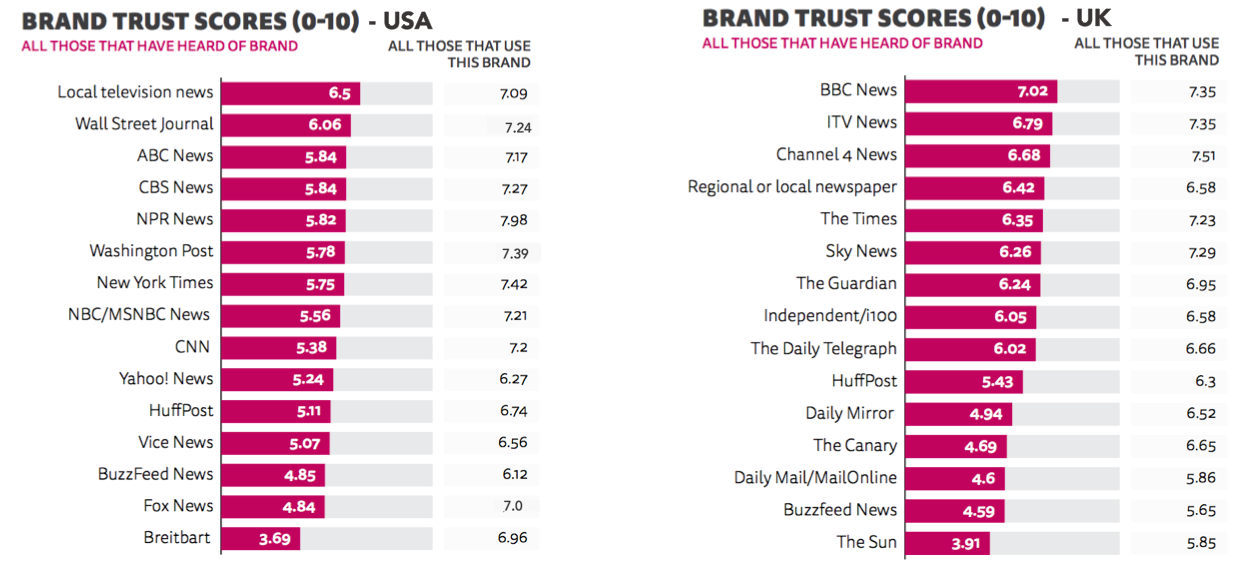 BRAND TRUST SCORES (0-10) - USA
ALL THOSE THAT HAVE HEARD OF BRAND
ALL THOSE THAT USE
THIS BRAND
Local television news 6.5 7.09
Wall Street Journal 6.06 7.24
ABC News 5.84 7.17
CBS News 5.84 7.27
NPR News 5.82 7.98
Washington Post 5.78 7.39
New York Times 5.75 7.42
NBC/MSNBC News 5.56 7.21
CNN 5.38 7.2
Yahoo! News 5.24 6.27
HuffPost 5.11 6.74
Vice News 5.07 6.56
BuzzFeed News 4.85 6.12
Fox News 4.84 7.0
Breitbart 3.69 6.96
BRAND TRUST SCORES (0-10) - UK
ALL THOSE THAT HAVE HEARD OF BRAND
ALL THOSE THAT USE
THIS BRAND
BBC News 7.02 7.35
ITV News 6.79 7.35
Channel 4 News 6.68 7.51
Regional or local newspaper 6.42 6.58
The Times 6.35 7.23
Sky News 6.26 7.29
The Guardian 6.24 6.95
Independent/i100 6.05 6.58
The Daily Telegraph 6.02 6.66
HuffPost 5.43 6.3
Daily Mirror 4.94 6.52
The Canary 4.69 6.65
Daily Mail/MailOnline 4.6 5.86
Buzzfeed News 4.59 5.65
The Sun 3.91 5.85